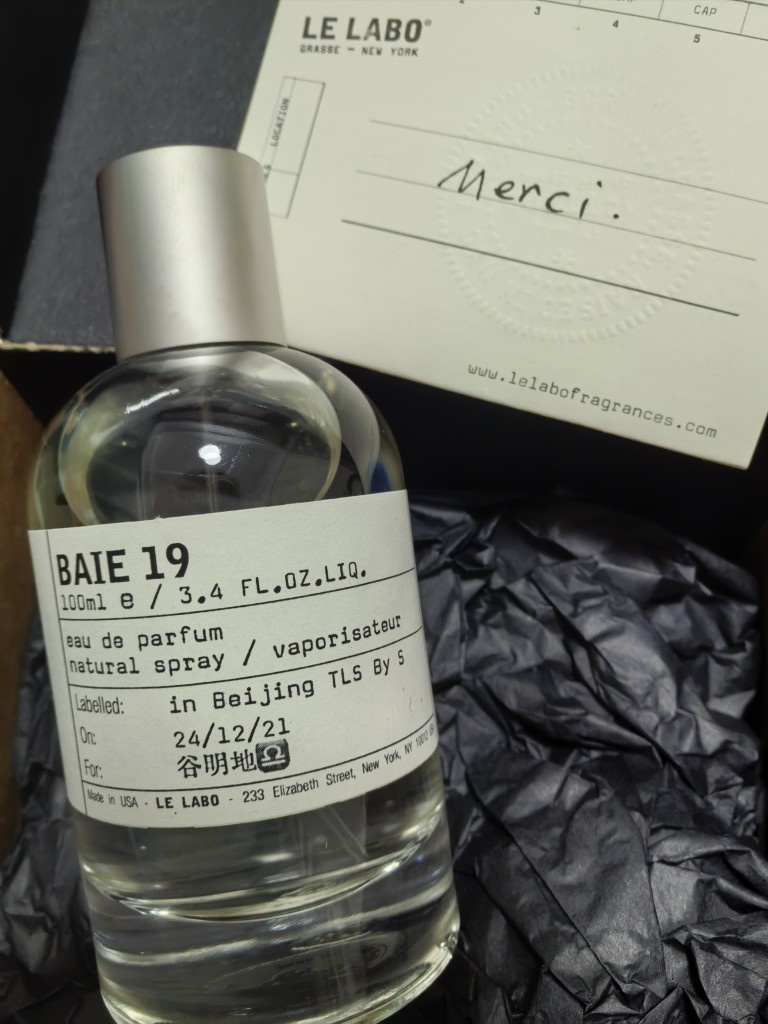 CAP
3
4
5
LE LABO®
GRASSE — NEW YORK
LOCATION
Merci.
www.lelabofragrances.com
BAIE 19
100ml e / 3.4 FL.OZ.LIQ.
eau de parfum
natural spray / vaporisateur
Labelled: in Beijing TLS By S
On: 24/12/21
For: 谷明地♎
Made in USA - LE LABO - 233 Elizabeth Street, New York, NY 10012